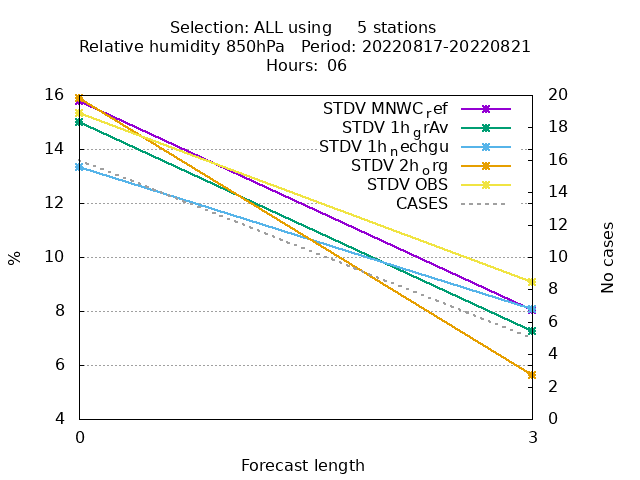 Selection: ALL using 5 stations
Relative humidity 850hPa Period: 20220817-20220821
Hours: 06
16 20
STDV MNWC_ref
18
STDV 1h_grAv
14
STDV 1h_nechgu
16
STDV 2h_org
STDV OBS
14
12 CASES
12
10 10
%
No cases
8
8
6
6
4
2
4 0
0 3
Forecast length